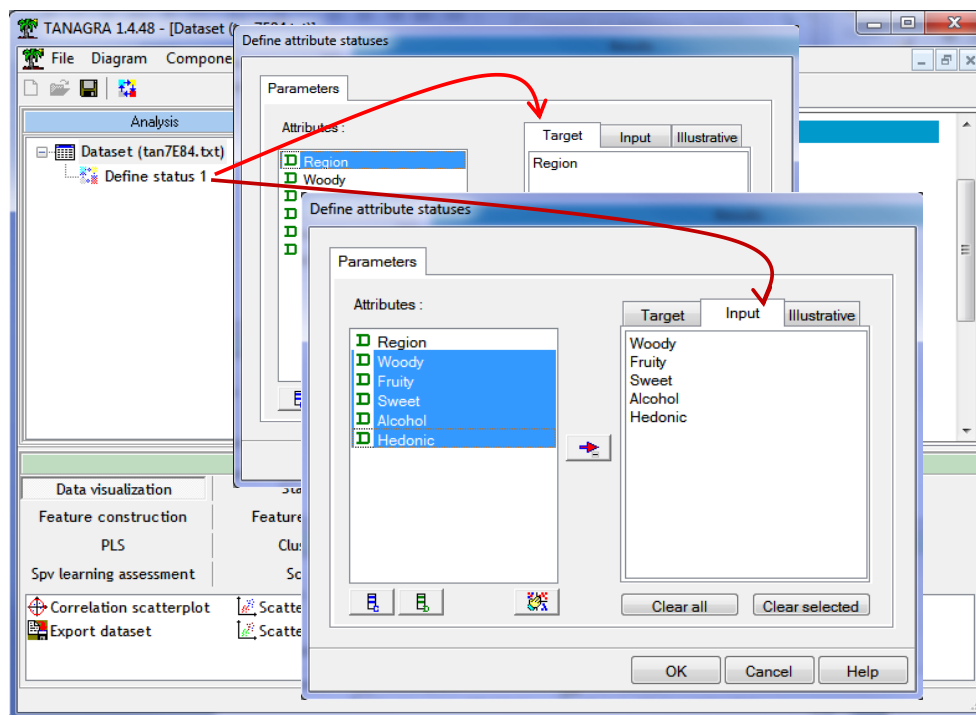 TANAGRA 1.4.48 - [Dataset (tan7E84.txt)]
File Diagram Compone
Analysis
Dataset (tan7E84.txt)
Define status 1
Define attribute statuses
Parameters
Attributes :
Region
Woody
Target Input Illustrative
Region
Define attribute statuses
Parameters
Attributes :
Region
Woody
Fruity
Sweet
Alcohol
Hedonic
Target Input Illustrative
Woody
Fruity
Sweet
Alcohol
Hedonic
Clear all Clear selected
OK Cancel Help
Data visualization
Feature construction Feature
PLS Clu
Spv learning assessment Sc
Correlation scatterplot Scatte
Export dataset Scatte